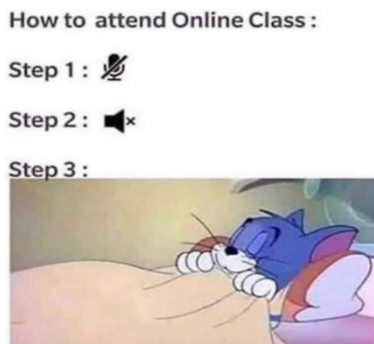 How to attend Online Class :
Step 1 :
Step 2 :
Step 3 :